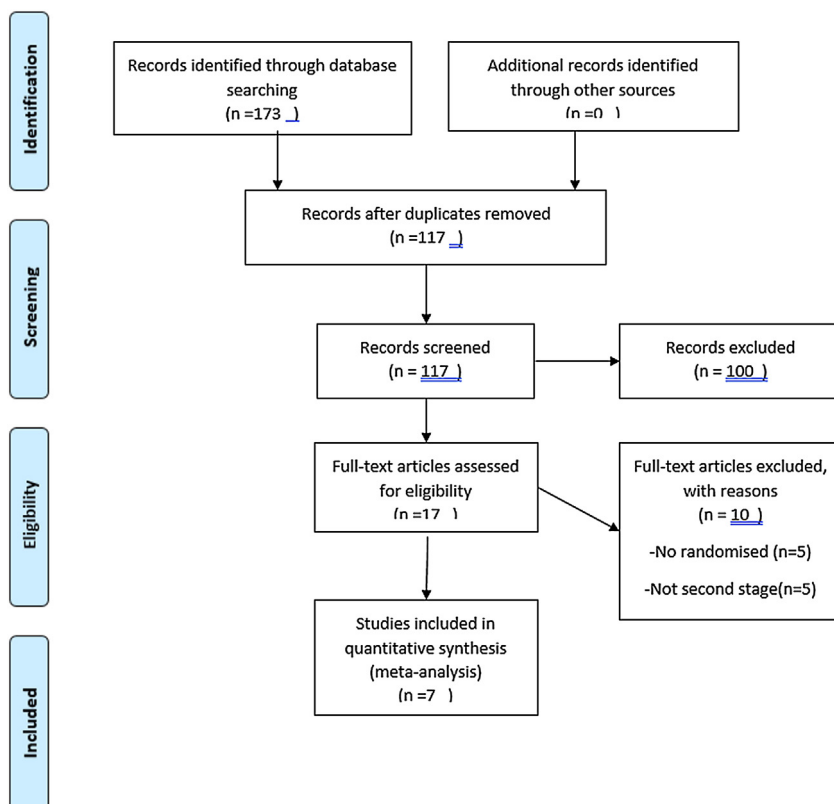 Identification
Records identified through database
searching
(n =173 )
Additional records identified
through other sources
(n =0 )
Records after duplicates removed
(n =117 )
Screening
Records screened
(n = 117 )
Records excluded
(n = 100 )
Eligibility
Full-text articles assessed
for eligibility
(n =17 )
Full-text articles excluded,
with reasons
(n = 10 )
-No randomised (n=5)
-Not second stage(n=5)
Included
Studies included in
quantitative synthesis
(meta-analysis)
(n =7 )